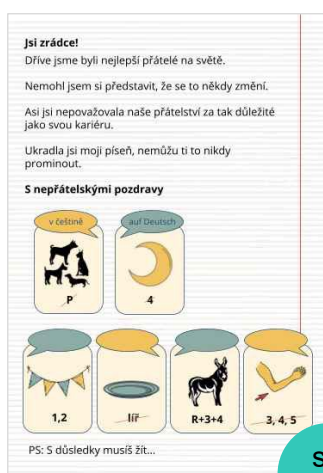 Jsi zrádce!
Dříve jsme byli nejlepší přátelé na světě.
Nemohl jsem si představit, že se to někdy změní.
Asi jsi nepovažovala naše přátelství za tak důležité
jako svou kariéru.
Ukradla jsi moji píseň, nemůžu ti to nikdy
prominout.
S nepřátelskými pozdravy
v češtině auf Deutsch
P 4
1,2 líř R+3+4 3, 4, 5
PS: S důsledky musíš žít...
S